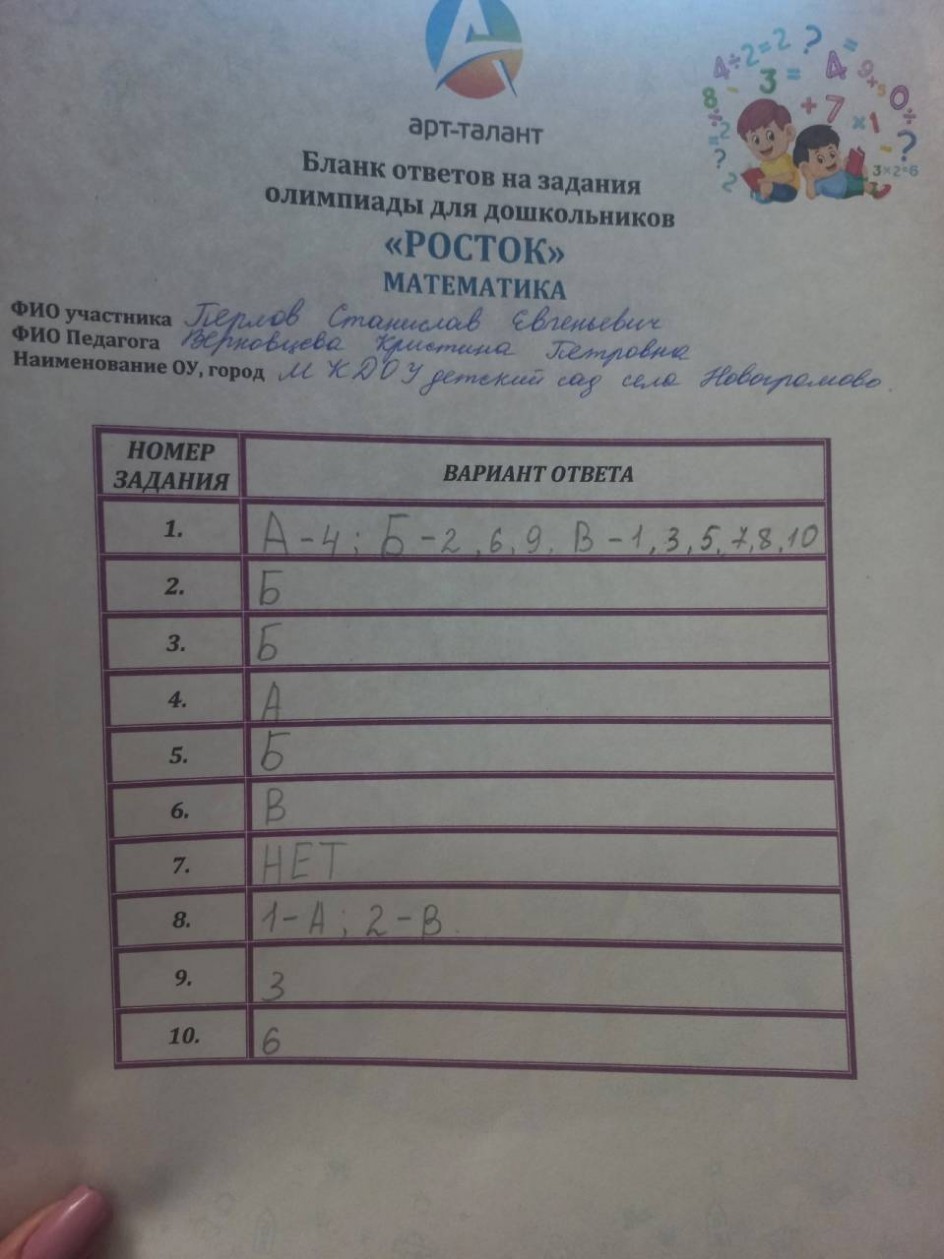 арт-талант
Бланк ответов на задания
олимпиады для дошкольников
«РОСТОК»
МАТЕМАТИКА
ФИО участника Перлов Станислав Евгеньевич
ФИО Педагога Верновцева Кристина Петровна
Наименование ОУ, город МКДОУ детский сад села Новогромово.
НОМЕР ЗАДАНИЯ ВАРИАНТ ОТВЕТА
1. А-4; Б-2,6,9. В-1,3,5,7,8,10
2. Б
3. Б
4. А
5. Б
6. В
7. НЕТ
8. 1-А; 2-В.
9. 3
10. 6